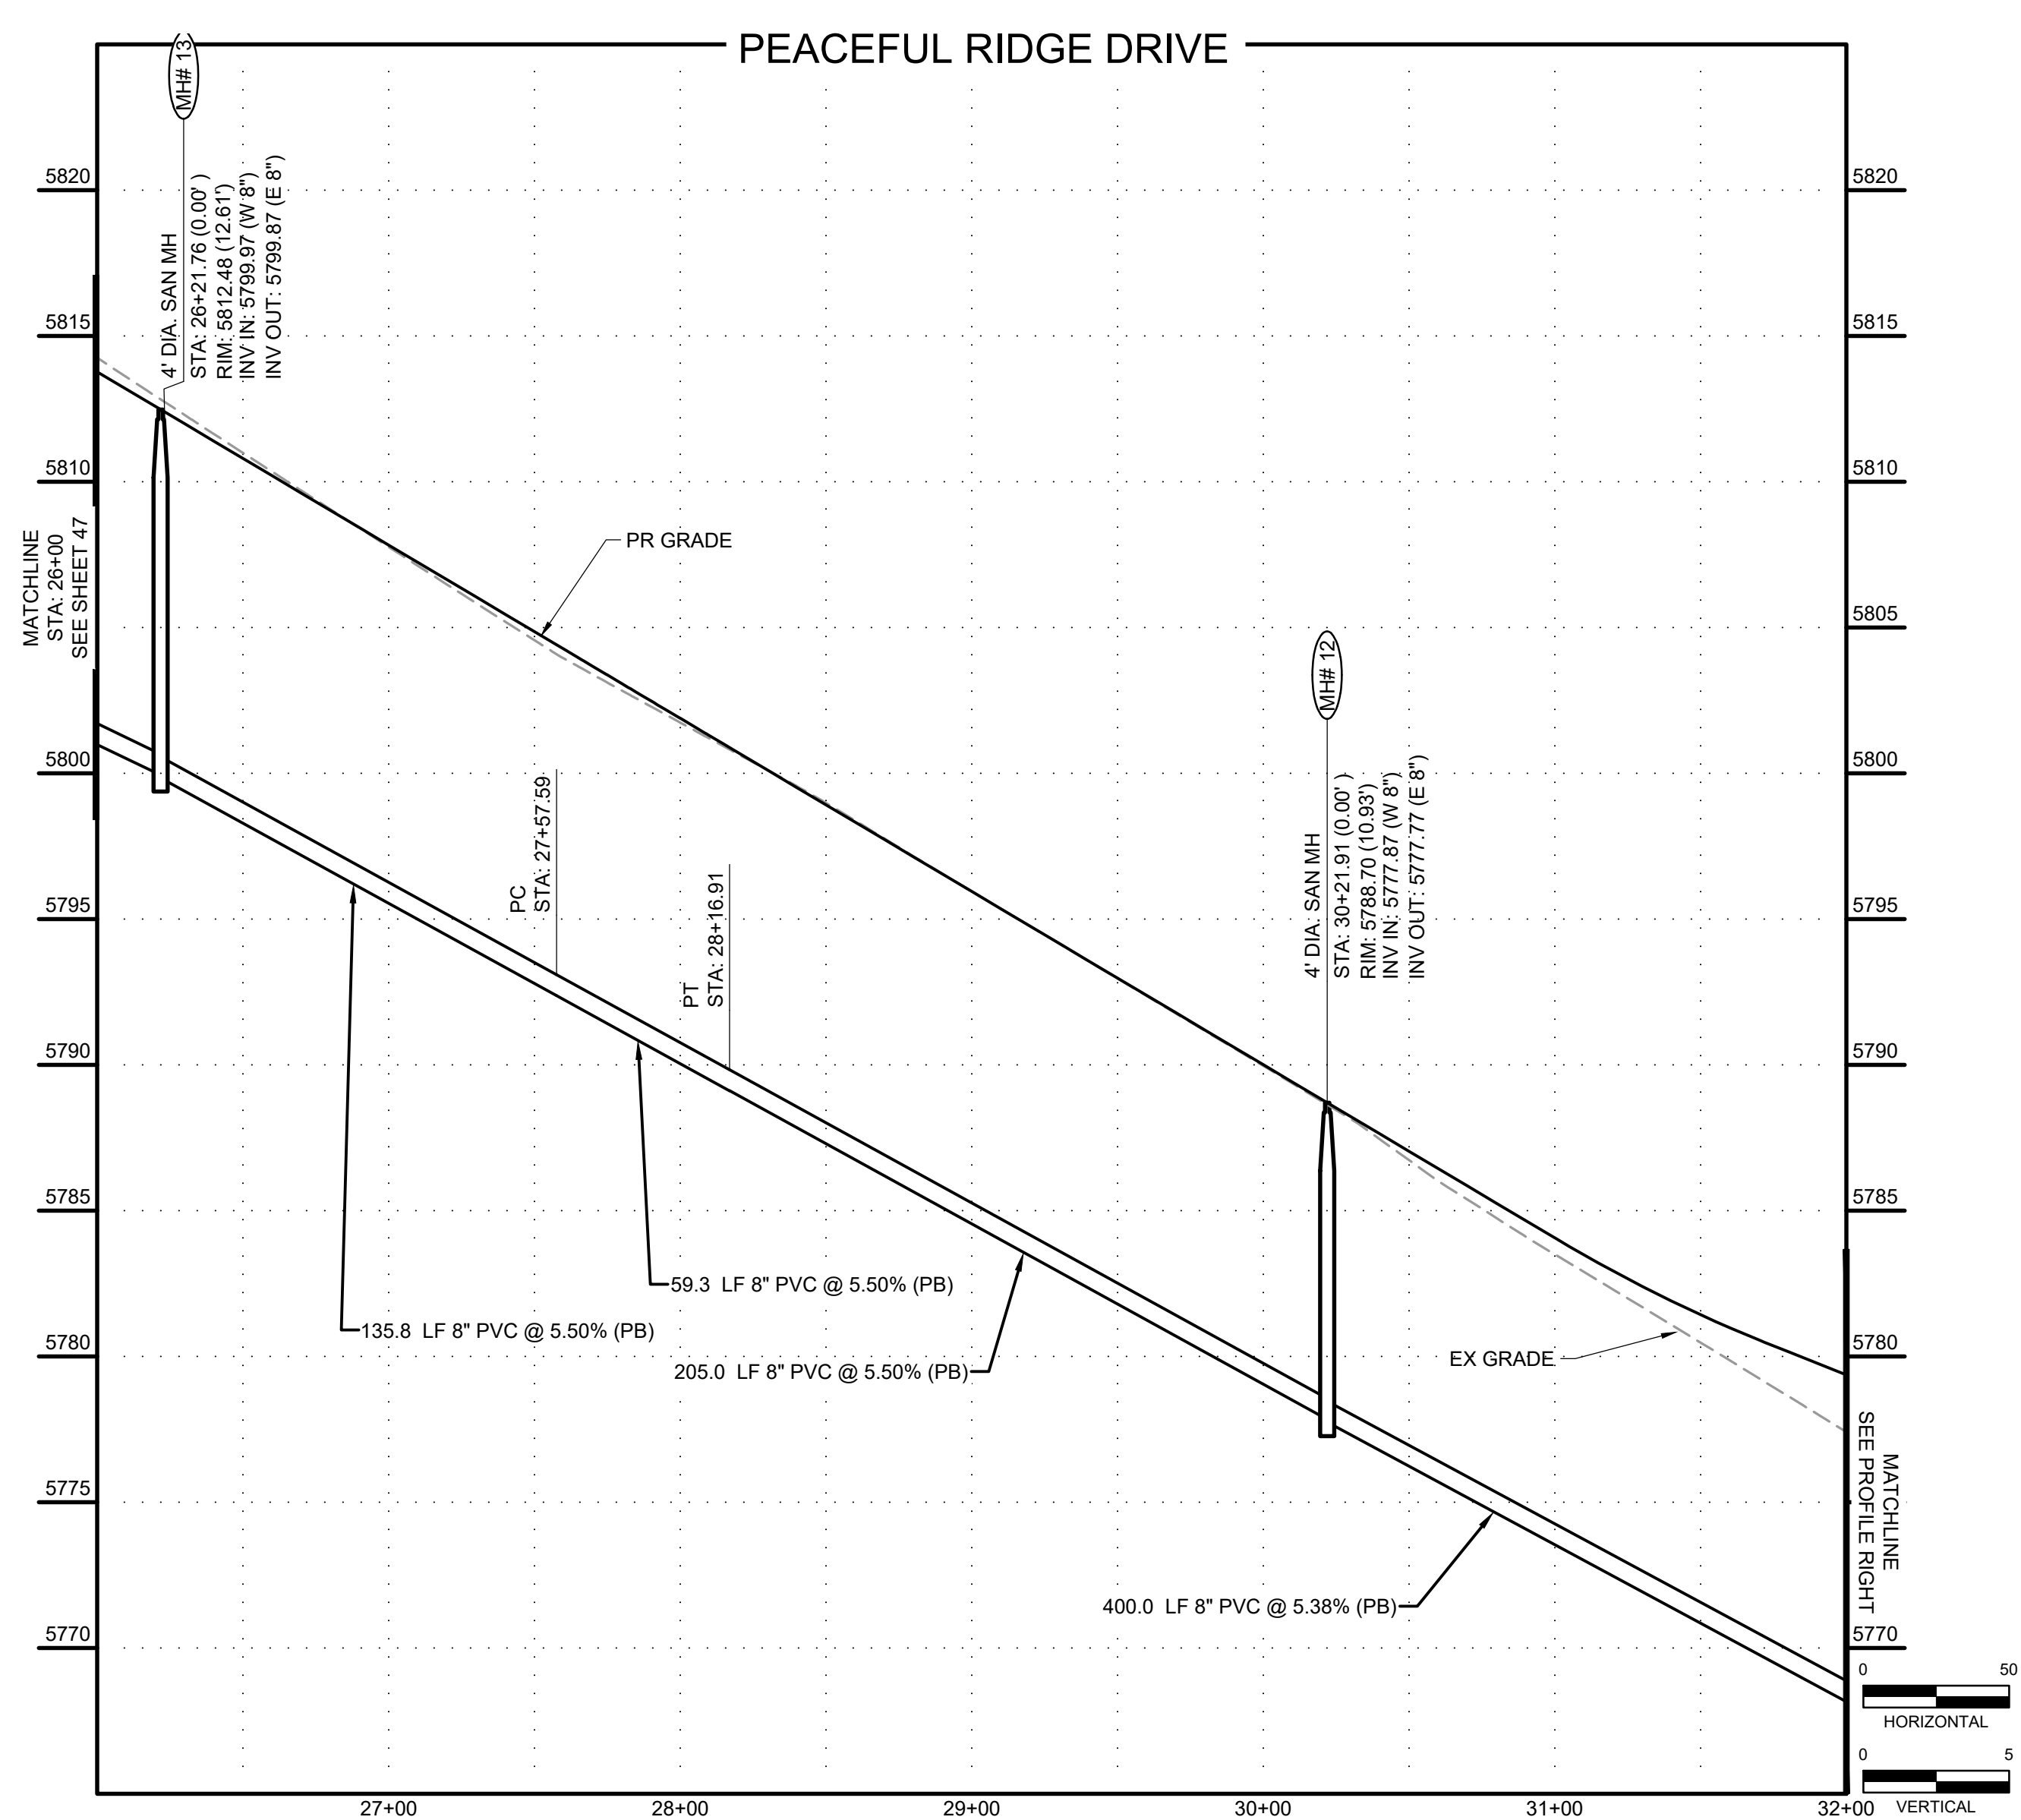 PEACEFUL RIDGE DRIVE
MH# 13
4' DIA. SAN MH
STA: 26+21.76 (0.00' )
RIM: 5812.48 (12.61')
INV IN: 5799.97 (W 8")
INV OUT: 5799.87 (E 8")
5820
5815
5810
5800
5795
5790
5785
5780
5775
5770
MATCHLINE
STA: 26+00
SEE SHEET 47
PR GRADE
PC
STA: 27+57.59
PT
STA: 28+16.91
MH# 12
4' DIA. SAN MH
STA: 30+21.91 (0.00' )
RIM: 5788.70 (10.93')
INV IN: 5777.87 (W 8")
INV OUT: 5777.77 (E 8")
59.3 LF 8" PVC @ 5.50% (PB)
135.8 LF 8" PVC @ 5.50% (PB)
205.0 LF 8" PVC @ 5.50% (PB)
EX GRADE
400.0 LF 8" PVC @ 5.38% (PB)
5820
5815
5810
5805
5800
5795
5790
5785
5780
5770
MATCHLINE
SEE PROFILE RIGHT
0 50
HORIZONTAL
0 5
VERTICAL
27+00 28+00 29+00 30+00 31+00 32+00